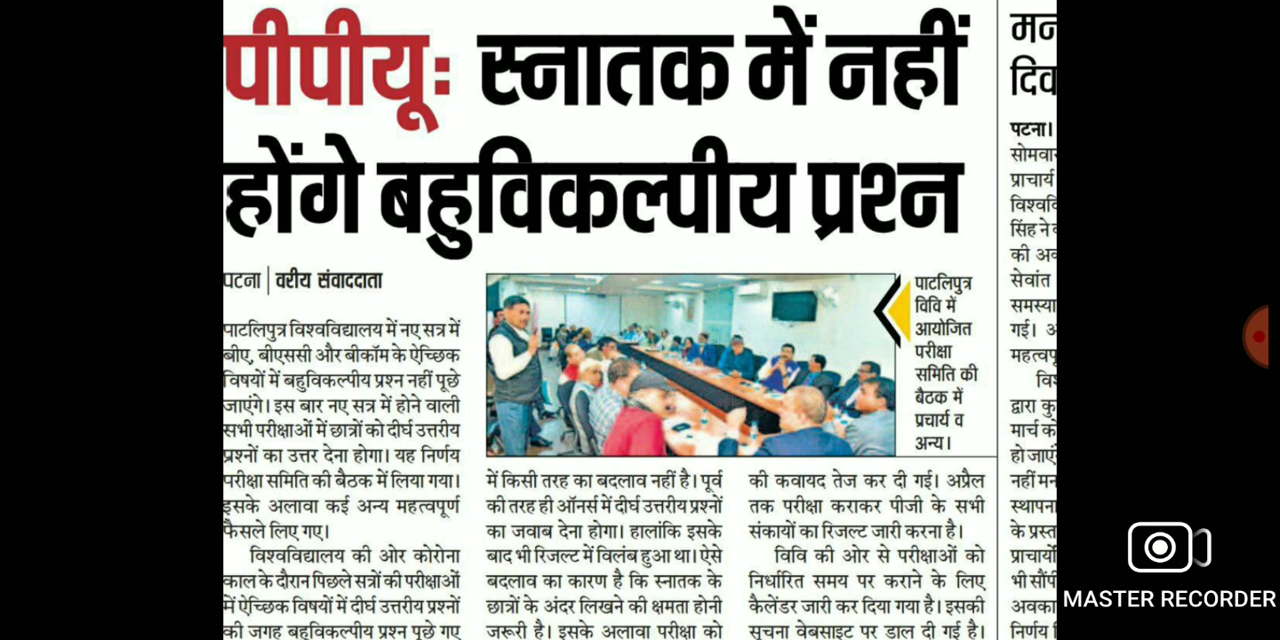 पीपीयू: स्नातक में नहीं
होंगे बहुविकल्पीय प्रश्न
पटना | वरीय संवाददाता
पाटलिपुत्र विश्वविद्यालय में नए सत्र में
बीए, बीएससी और बीकॉम के ऐच्छिक
विषयों में बहुविकल्पीय प्रश्न नहीं पूछे
जाएंगे। इस बार नए सत्र में होने वाली
सभी परीक्षाओं में छात्रों को दीर्घ उत्तरीय
प्रश्नों का उत्तर देना होगा। यह निर्णय
परीक्षा समिति की बैठक में लिया गया।
इसके अलावा कई अन्य महत्वपूर्ण
फैसले लिए गए।
विश्वविद्यालय की ओर कोरोना
काल के दौरान पिछले सत्रों की परीक्षाओं
में ऐच्छिक विषयों में दीर्घ उत्तरीय प्रश्नों
की जगह बहुविकल्पीय प्रश्न पूछे गए
पाटलिपुत्र
विवि में
आयोजित
परीक्षा
समिति की
बैठक में
प्रचार्य व
अन्य।
में किसी तरह का बदलाव नहीं है। पूर्व
की तरह ही ऑनर्स में दीर्घ उत्तरीय प्रश्नों
का जवाब देना होगा। हालांकि इसके
बाद भी रिजल्ट में विलंब हुआ था। ऐसे
बदलाव का कारण है कि स्नातक के
छात्रों के अंदर लिखने की क्षमता होनी
जरूरी है। इसके अलावा परीक्षा को
की कवायद तेज कर दी गई। अप्रैल
तक परीक्षा कराकर पीजी के सभी
संकायों का रिजल्ट जारी करना है।
विवि की ओर से परीक्षाओं को
निर्धारित समय पर कराने के लिए
कैलेंडर जारी कर दिया गया है। इसकी
सूचना वेबसाइट पर डाल दी गई है।
पटना।
सोमवार
प्राचार्य
सिंह ने
की
सेवांत
समस्या
गई।
द्वारा
मार्च को
नहीं
स्थापना
के
निर्णय
MASTER RECORDER